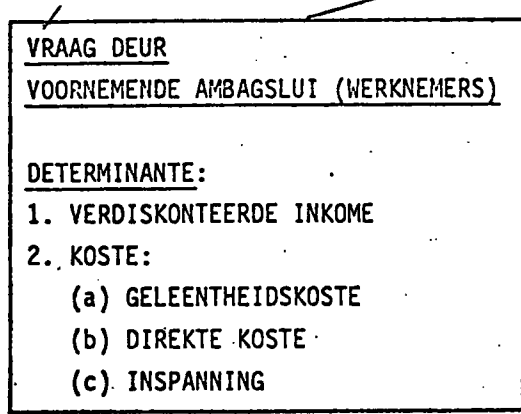 VRAAG DEUR
VOORNEMENDE AMBAGSLUI (WERKNEMERS)
DETERMINANTE:
1. VERDISKONTEERDE INKOME
2. KOSTE:
(a) GELEENTHEIDSKOSTE
(b) DIREKTE KOSTE
(c) INSPANNING